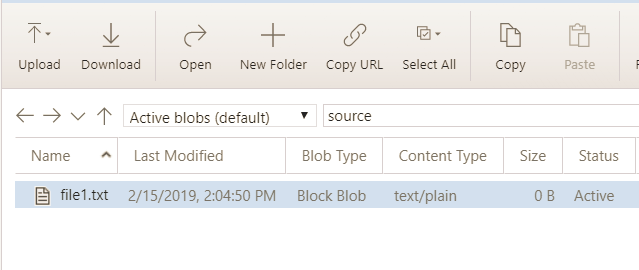 Upload Download Open New Folder Copy URL Select All Copy Paste
Active blobs (default) source
Name Last Modified Blob Type Content Type Size Status
file1.txt 2/15/2019, 2:04:50 PM Block Blob text/plain 0 B Active